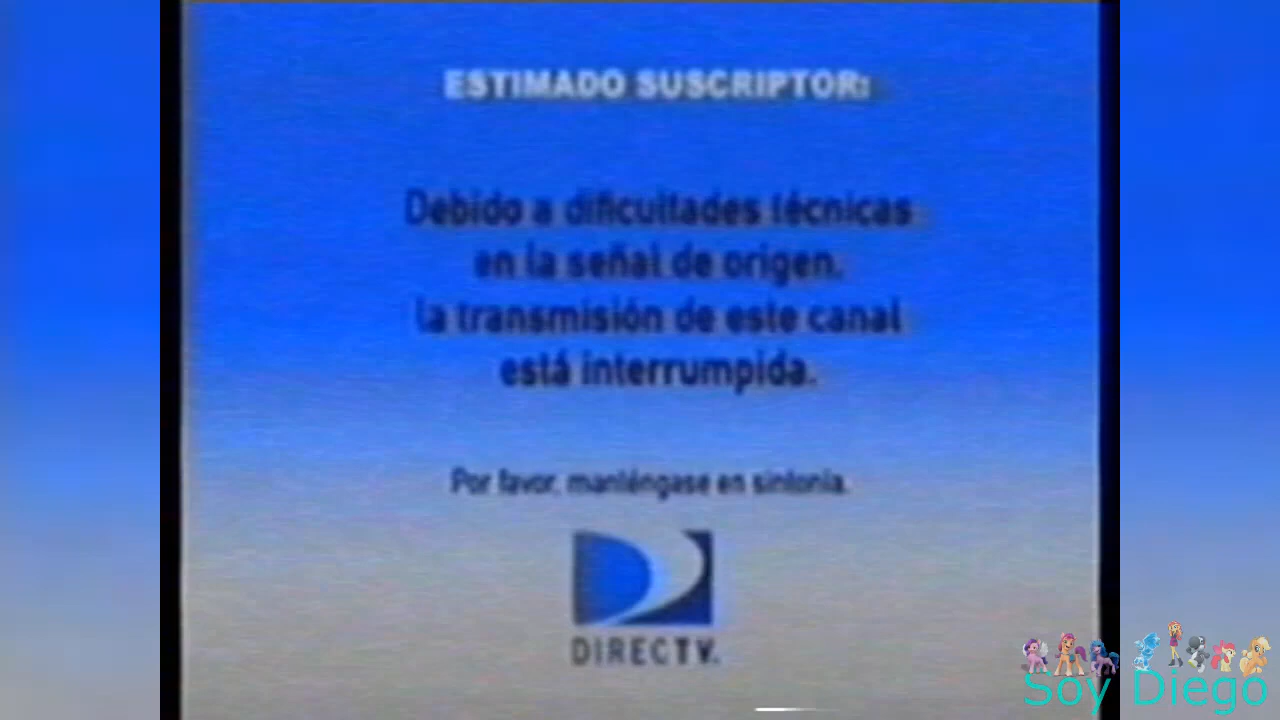 ESTIMADO SUSCRIPTOR:
Debido a dificultades técnicas
en la señal de origen,
la transmisión de este canal
está interrumpida.
Por favor, manténgase en sintonía.
DIRECTV.
Soy Diego